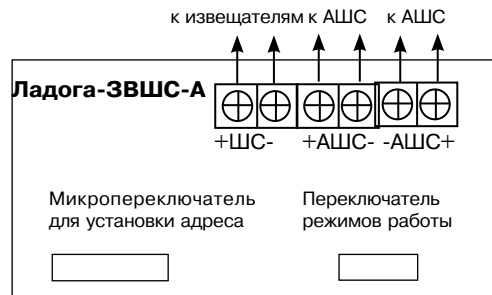 к извещателям к АШС к АШС
Ладога-ЗВШС-А
+ШС- +АШС- -АШС+
Микропереключатель Переключатель
для установки адреса режимов работы